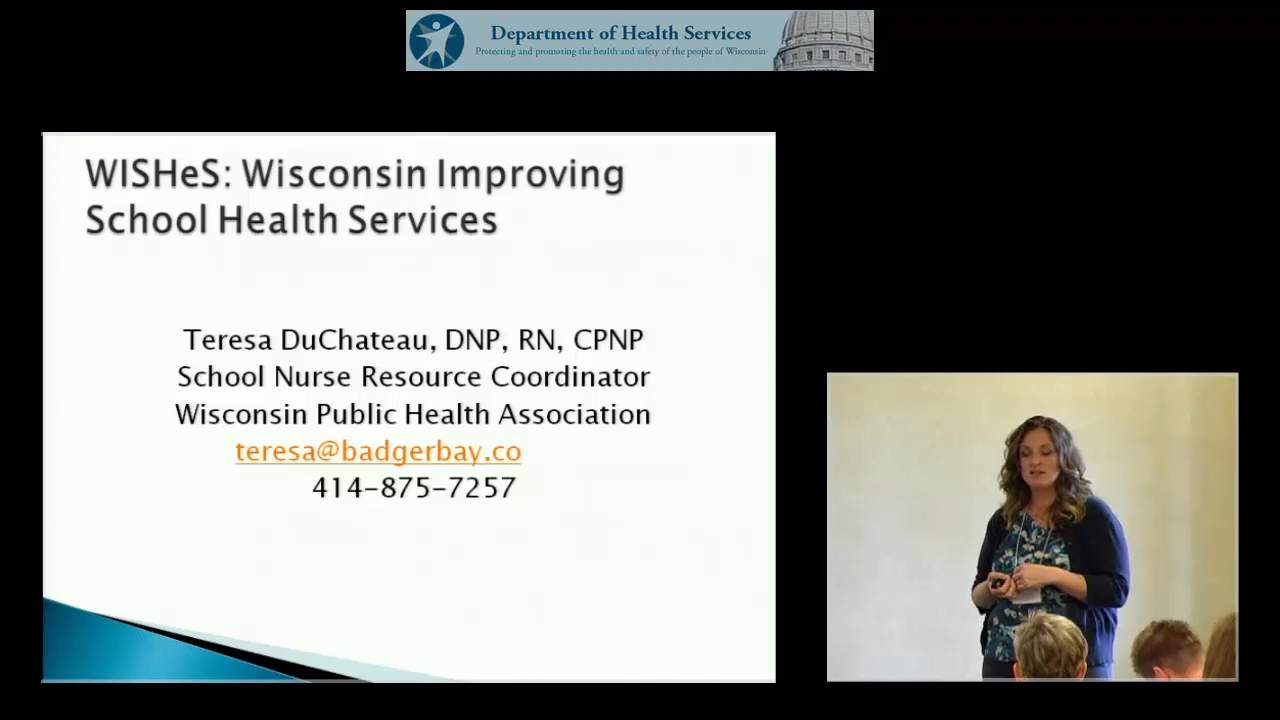 Department of Health Services
Protecting and promoting the health and safety of the people of Wisconsin
WISHeS: Wisconsin Improving
School Health Services
Teresa DuChateau, DNP, RN, CPNP
School Nurse Resource Coordinator
Wisconsin Public Health Association
teresa@badgerbay.co
414-875-7257